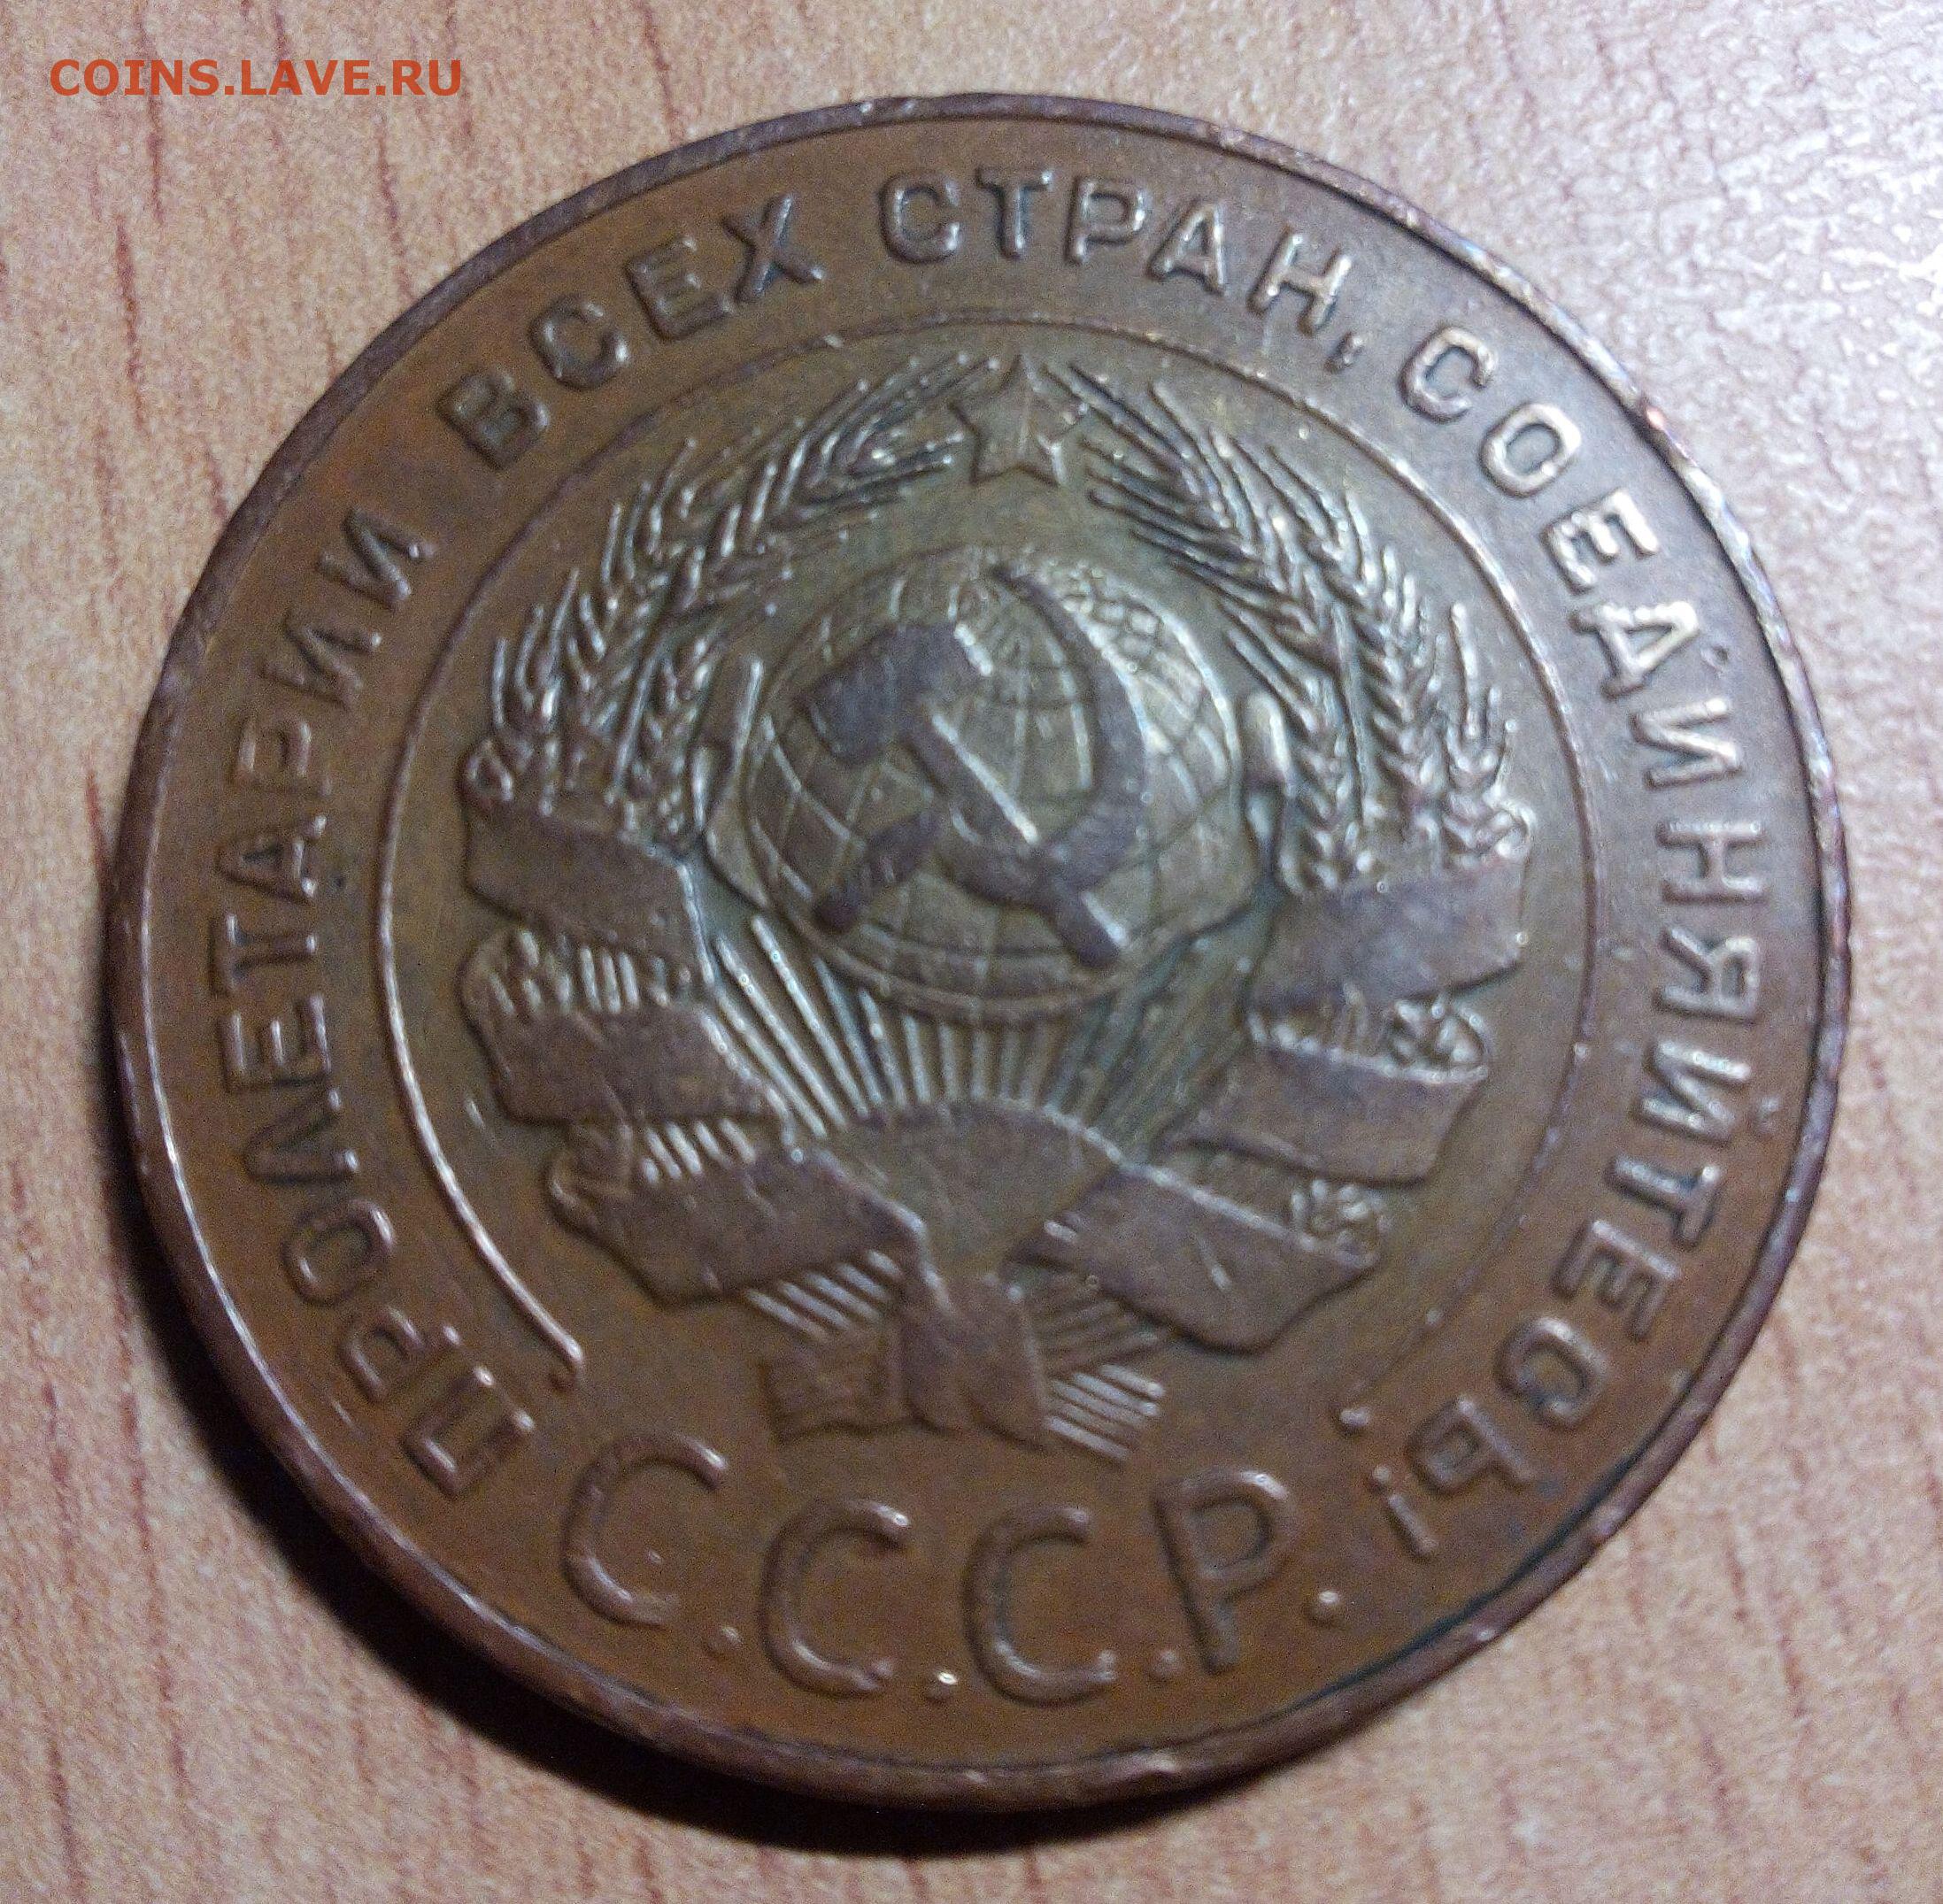 COINS.LAVE.RU
ПРОЛЕТАРИИ ВСЕХ СТРАН, СОЕДИНЯЙТЕСЬ!
С.С.С.Р.